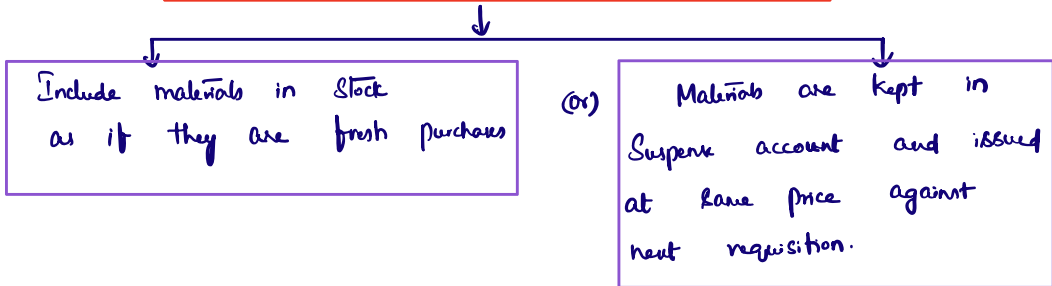 Include materials in Stock
as if they are fresh purchases
(or)
Materials are kept in
Suspense account and issued
at same price against
next requisition.